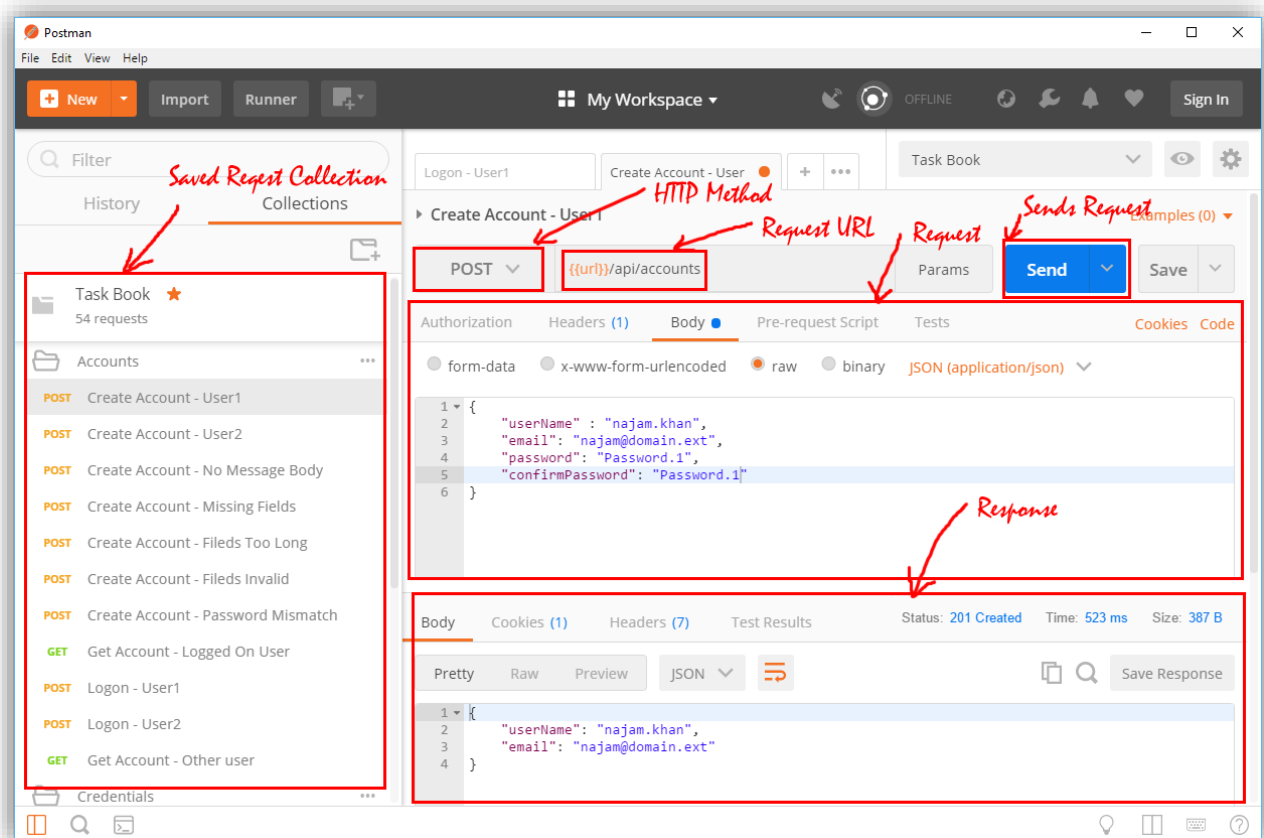 Postman
File Edit View Help
New Import Runner My Workspace OFFLINE Sign In
Filter
Saved Reqest Collection
History Collections
Task Book
54 requests
Accounts
POST Create Account - User1
POST Create Account - User2
POST Create Account - No Message Body
POST Create Account - Missing Fields
POST Create Account - Fileds Too Long
POST Create Account - Fileds Invalid
POST Create Account - Password Mismatch
GET Get Account - Logged On User
POST Logon - User1
POST Logon - User2
GET Get Account - Other user
Credentials
Logon - User1 Create Account - User + ••• Task Book
HTTP Method
Create Account - User1 Examples (0)
Request URL
Request
Sends Request
POST {{url}}/api/accounts Params Send Save
Authorization Headers (1) Body Pre-request Script Tests Cookies Code
form-data x-www-form-urlencoded raw binary JSON (application/json)
1 {
2 "userName" : "najam.khan",
3 "email": "najam@domain.ext",
4 "password": "Password.1",
5 "confirmPassword": "Password.1"
6 }
Response
Body Cookies (1) Headers (7) Test Results Status: 201 Created Time: 523 ms Size: 387 B
Pretty Raw Preview JSON Save Response
1 {
2 "userName": "najam.khan",
3 "email": "najam@domain.ext"
4 }